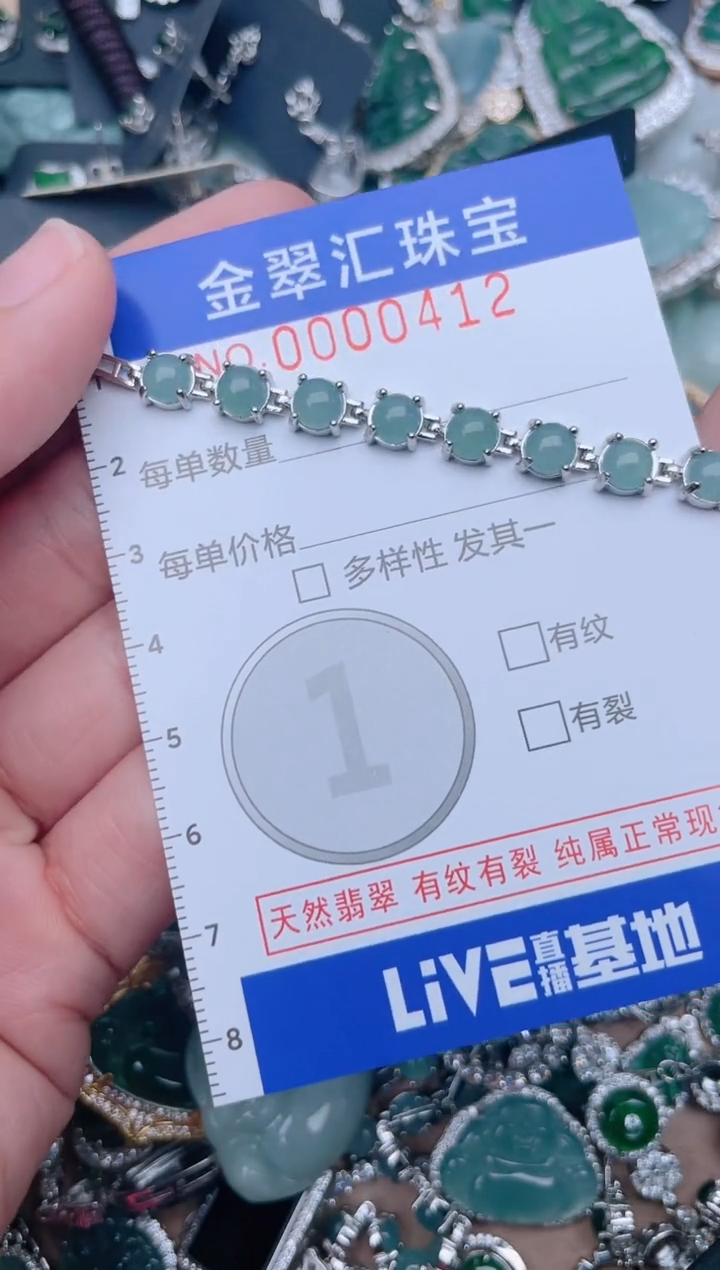 金翠汇珠宝
NO.0000412
2 每单数量
3 每单价格
多样性 发其一
4
有纹
1
5
有裂
6
天然翡翠 有纹有裂 纯属正常现
7
LiVE直播基地
8